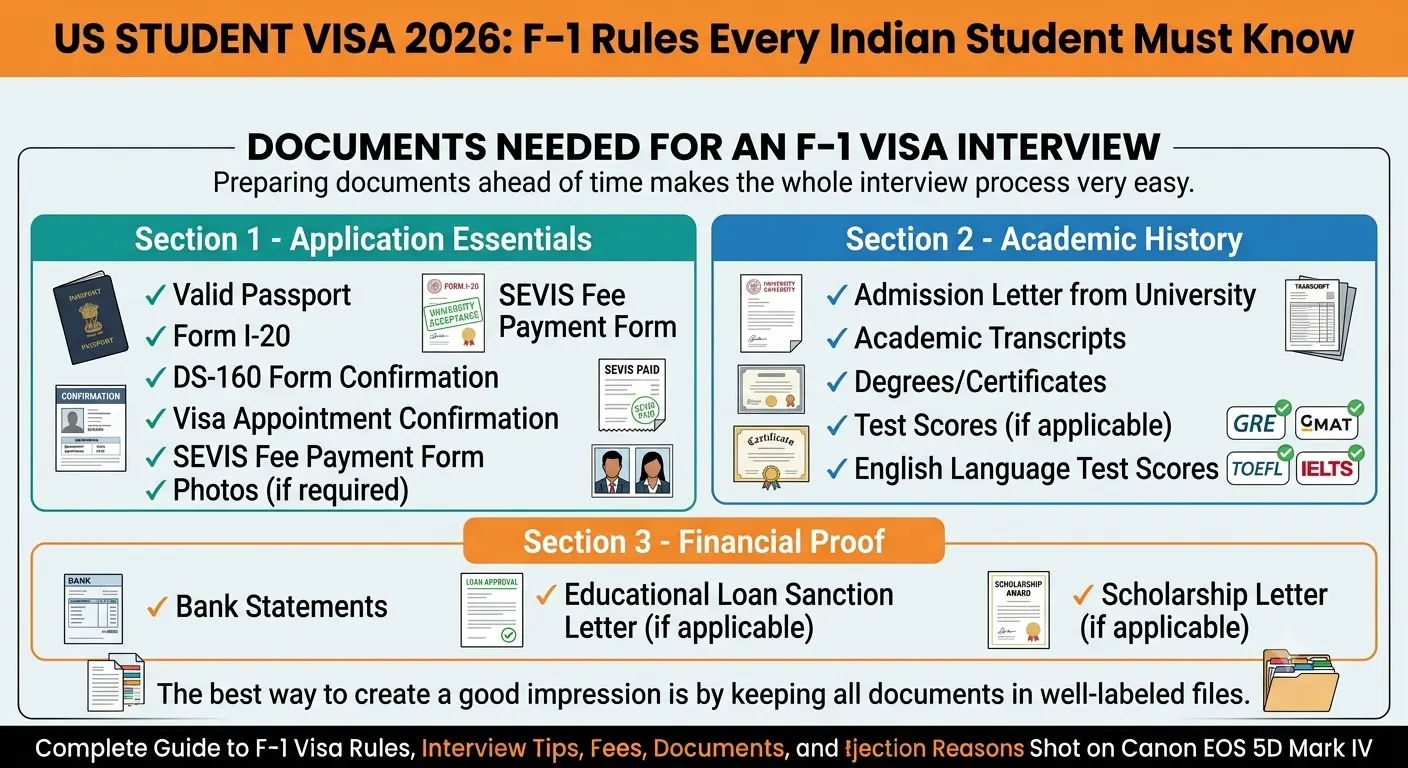 US STUDENT VISA 2026: F-1 Rules Every Indian Student Must Know
DOCUMENTS NEEDED FOR AN F-1 VISA INTERVIEW
Preparing documents ahead of time makes the whole interview process very easy.
Section 1 - Application Essentials
PASSPORT
PASSPORT
✓ Valid Passport
✓ Form I-20
FORM I-20
UNIVERSITY
ACCEPTANCE
SEVIS Fee
Payment Form
✓ DS-160 Form Confirmation
✓ Visa Appointment Confirmation
✓ SEVIS Fee Payment Form
✓ Photos (if required)
CONFIRMATION
SEVIS PAID
PAID
Section 2 - Academic History
✓ Admission Letter from University
✓ Academic Transcripts
✓ Degrees/Certificates
✓ Test Scores (if applicable)
✓ English Language Test Scores
Certificate
GRE
GMAT
TOEFL
IELTS
Section 3 - Financial Proof
BANK
✓ Bank Statements
LOAN APPROVAL
✓ Educational Loan Sanction
Letter (if applicable)
SCHOLARSHIP
✓ Scholarship Letter
(if applicable)
The best way to create a good impression is by keeping all documents in well-labeled files.
Complete Guide to F-1 Visa Rules, Interview Tips, Fees, Documents, and Reasons Shot on Canon EOS 5D Mark IV